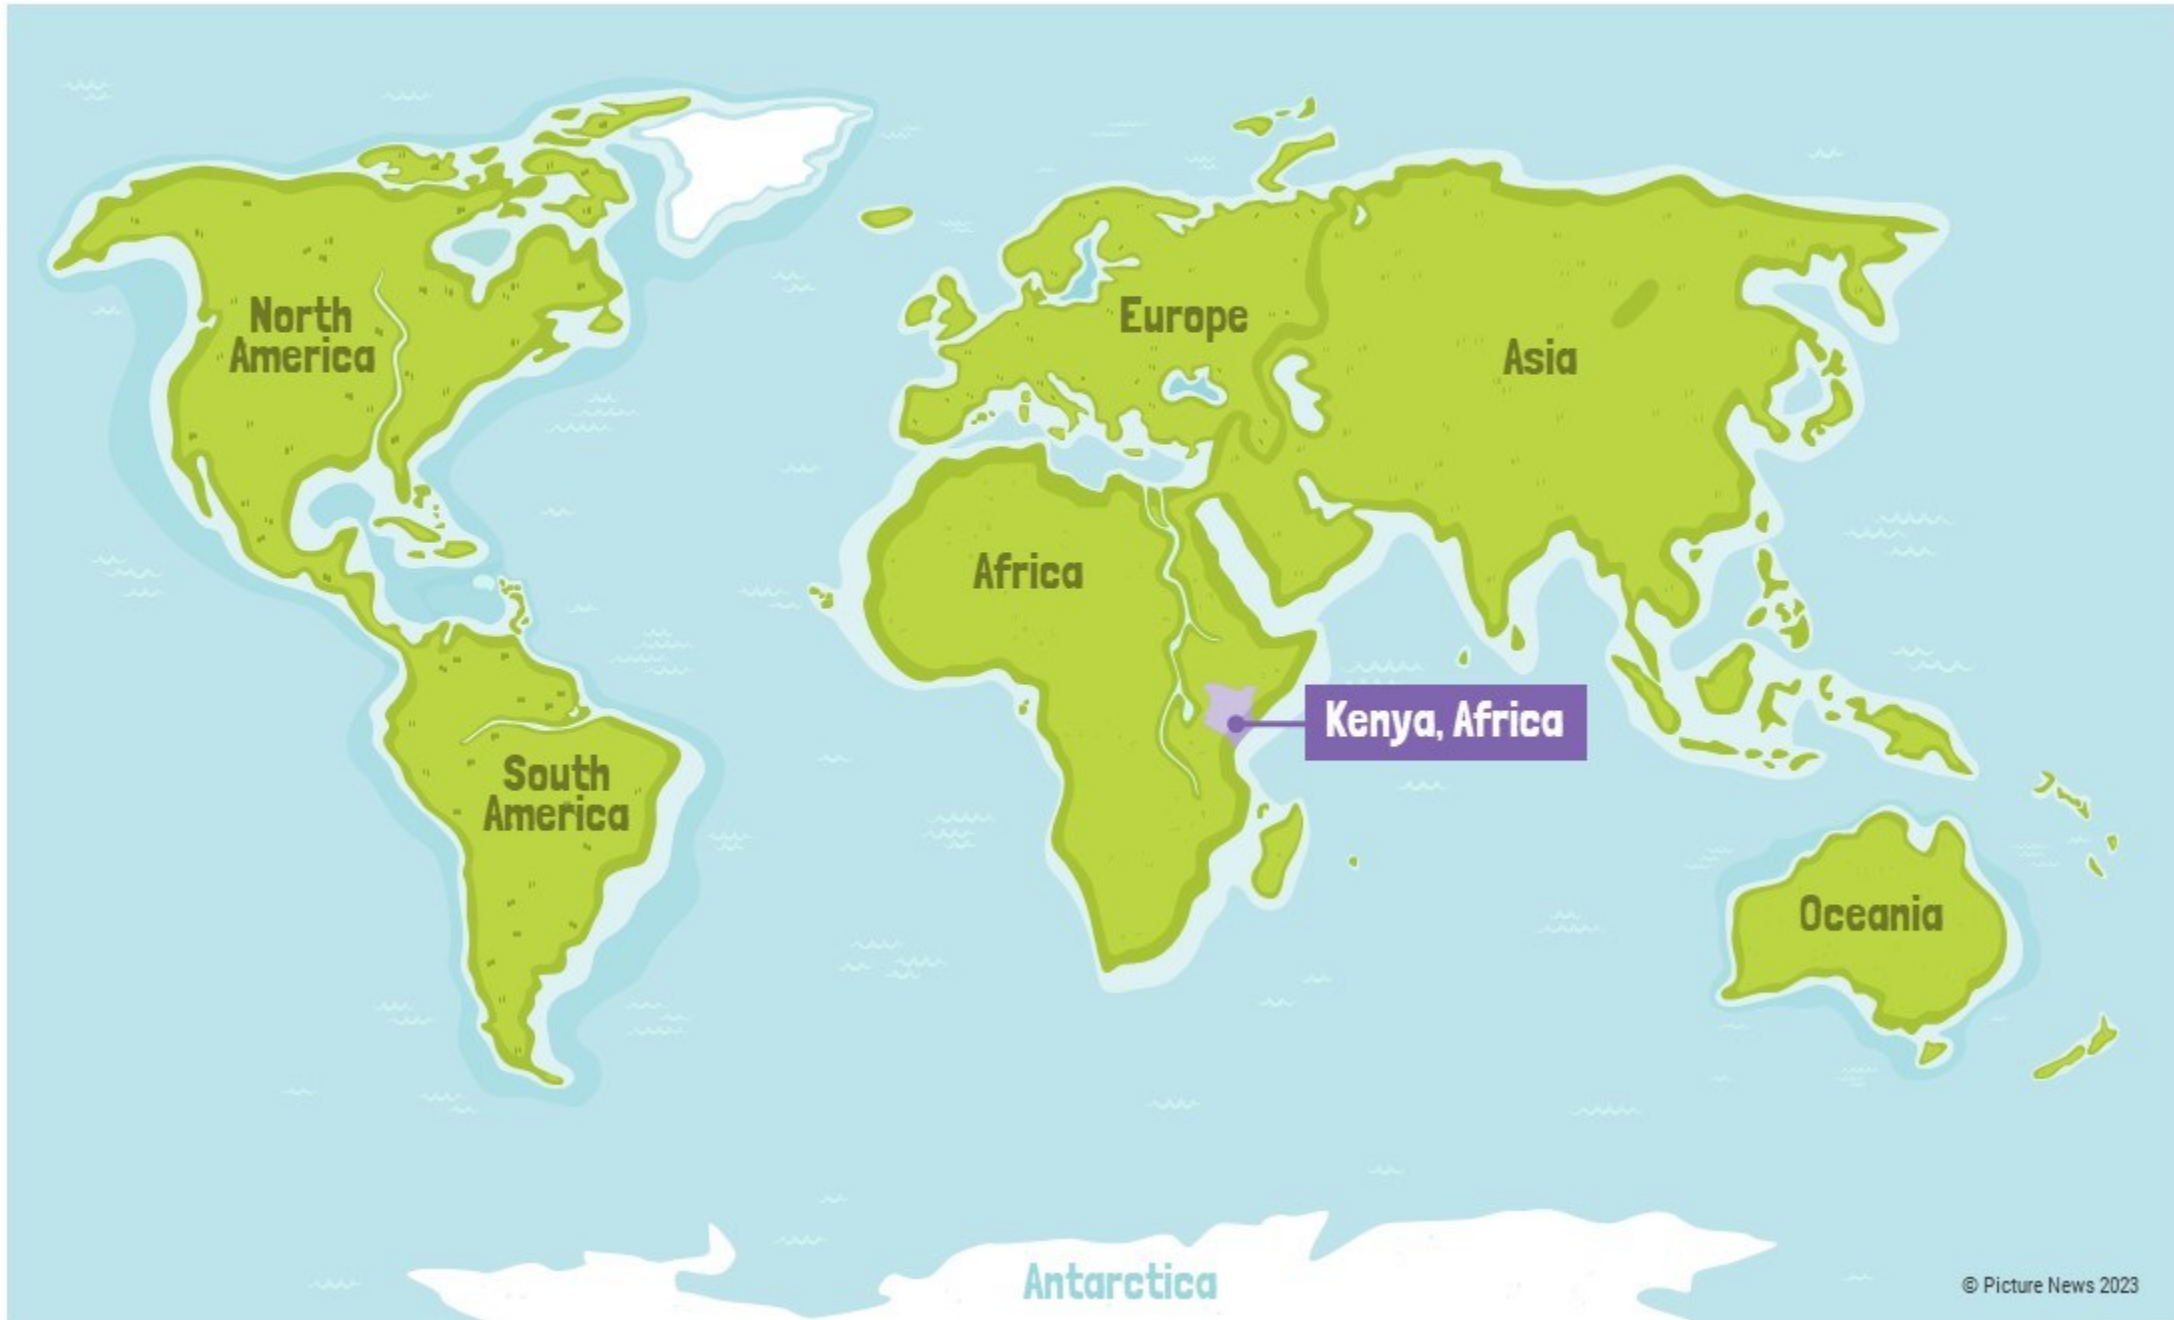 North
America
Europe
Asia
Africa
Kenya, Africa
South
America
Oceania
Antarctica
© Picture News 2023